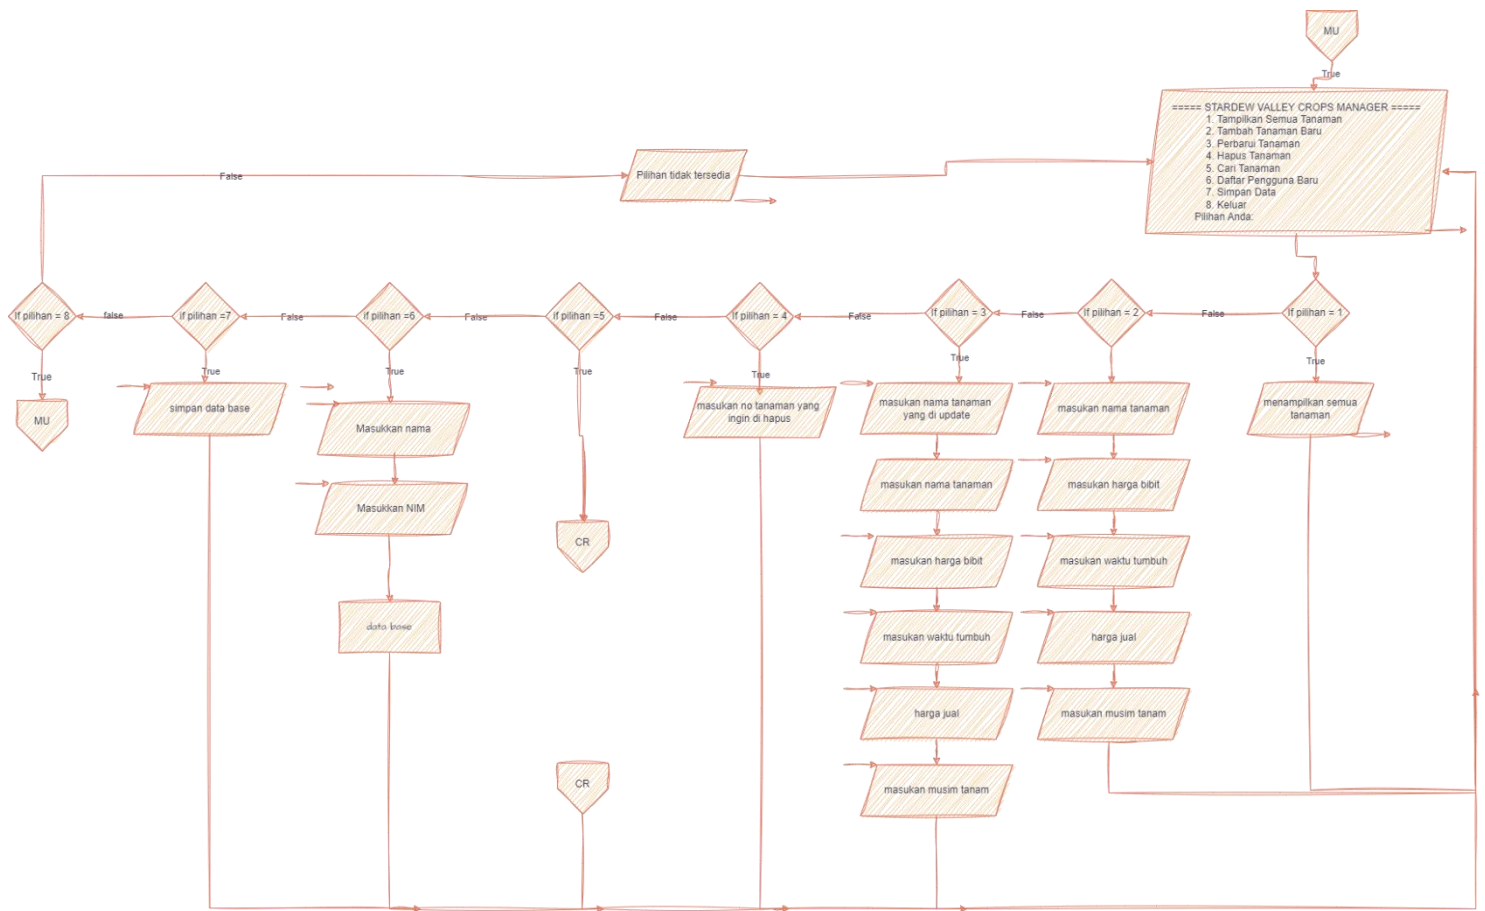 MU
True
===== STARDEW VALLEY CROPS MANAGER =====
1. Tampilkan Semua Tanaman
2. Tambah Tanaman Baru
3. Perbarui Tanaman
4. Hapus Tanaman
5. Cari Tanaman
6. Daftar Pengguna Baru
7. Simpan Data
8. Keluar
Pilihan Anda:
False
Pilihan tidak tersedia
If pilihan = 8
false
if pilihan =7
False
if pilihan =6
False
if pilihan =5
False
If pilihan = 4
False
If pilihan = 3
False
If pilihan = 2
False
If pilihan = 1
True
True
True
True
True
True
True
MU
simpan data base
Masukkan nama
Masukkan NIM
data base
CR
CR
masukan no tanaman yang
ingin di hapus
masukan nama tanaman
yang di update
masukan nama tanaman
masukan harga bibit
masukan waktu tumbuh
harga jual
masukan musim tanam
masukan nama tanaman
masukan harga bibit
masukan waktu tumbuh
harga jual
masukan musim tanam
menampilkan semua
tanaman